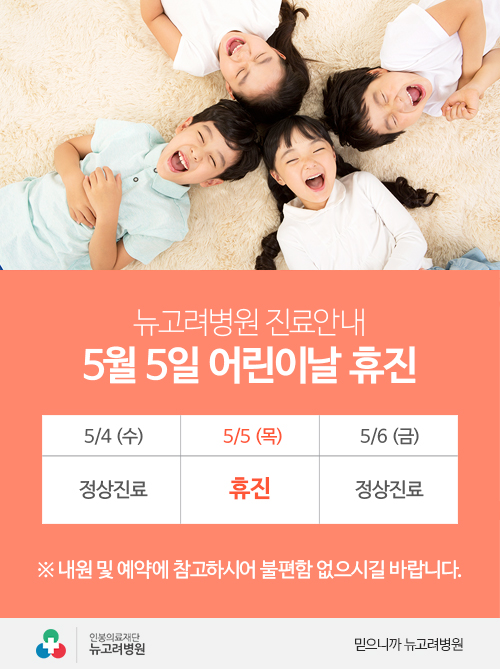 뉴고려병원 진료안내
5월 5일 어린이날 휴진
5/4 (수) 5/5 (목) 5/6 (금)
정상진료 휴진 정상진료
※ 내원 및 예약에 참고하시어 불편함 없으시길 바랍니다.
인봉의료재단
뉴고려병원
믿으니까 뉴고려병원